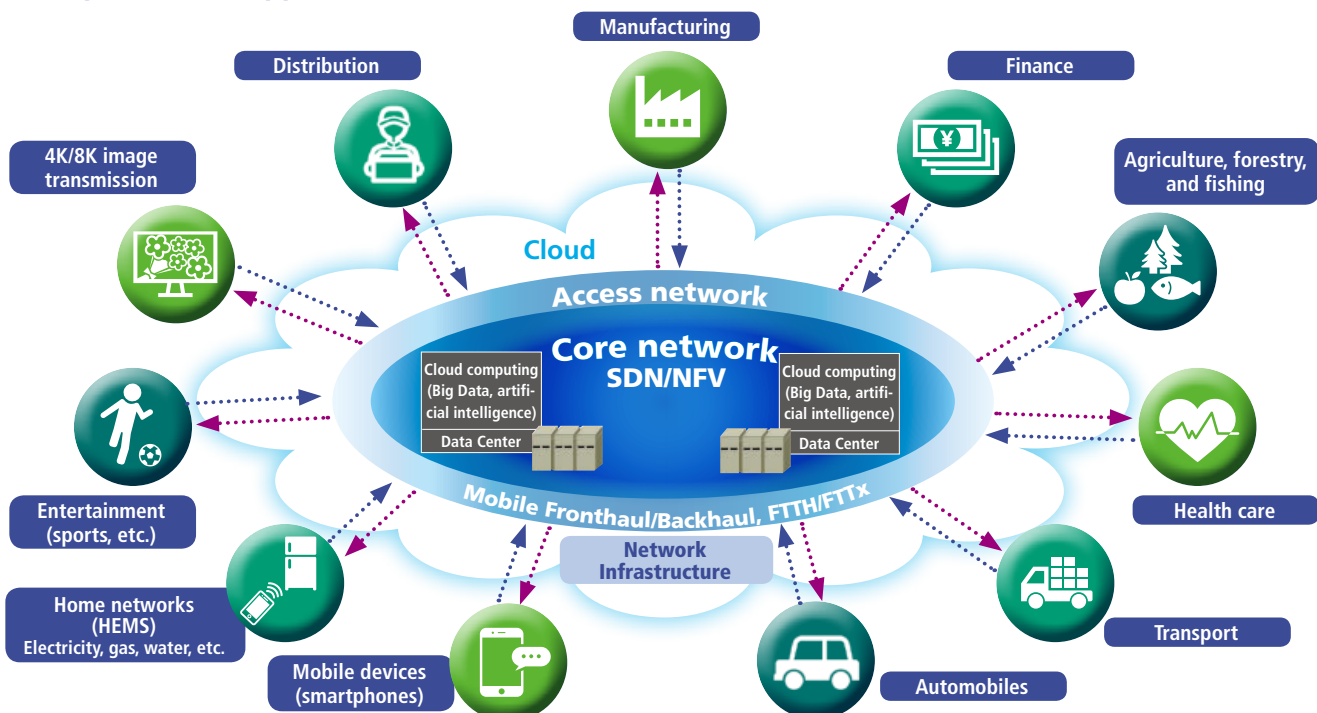 Manufacturing
Distribution
Finance
4K/8K image
transmission
Agriculture, forestry,
and fishing
¥
Cloud
Access network
Core network
SDN/NFV
Cloud computing
(Big Data, artifi-
cial intelligence)
Data Center
Cloud computing
(Big Data, artifi-
cial intelligence)
Data Center
Mobile Fronthaul/Backhaul, FTTH/FTTx
Network
Infrastructure
Entertainment
(sports, etc.)
Health care
Home networks
(HEMS)
Electricity, gas, water, etc.
Transport
Mobile devices
(smartphones)
Automobiles